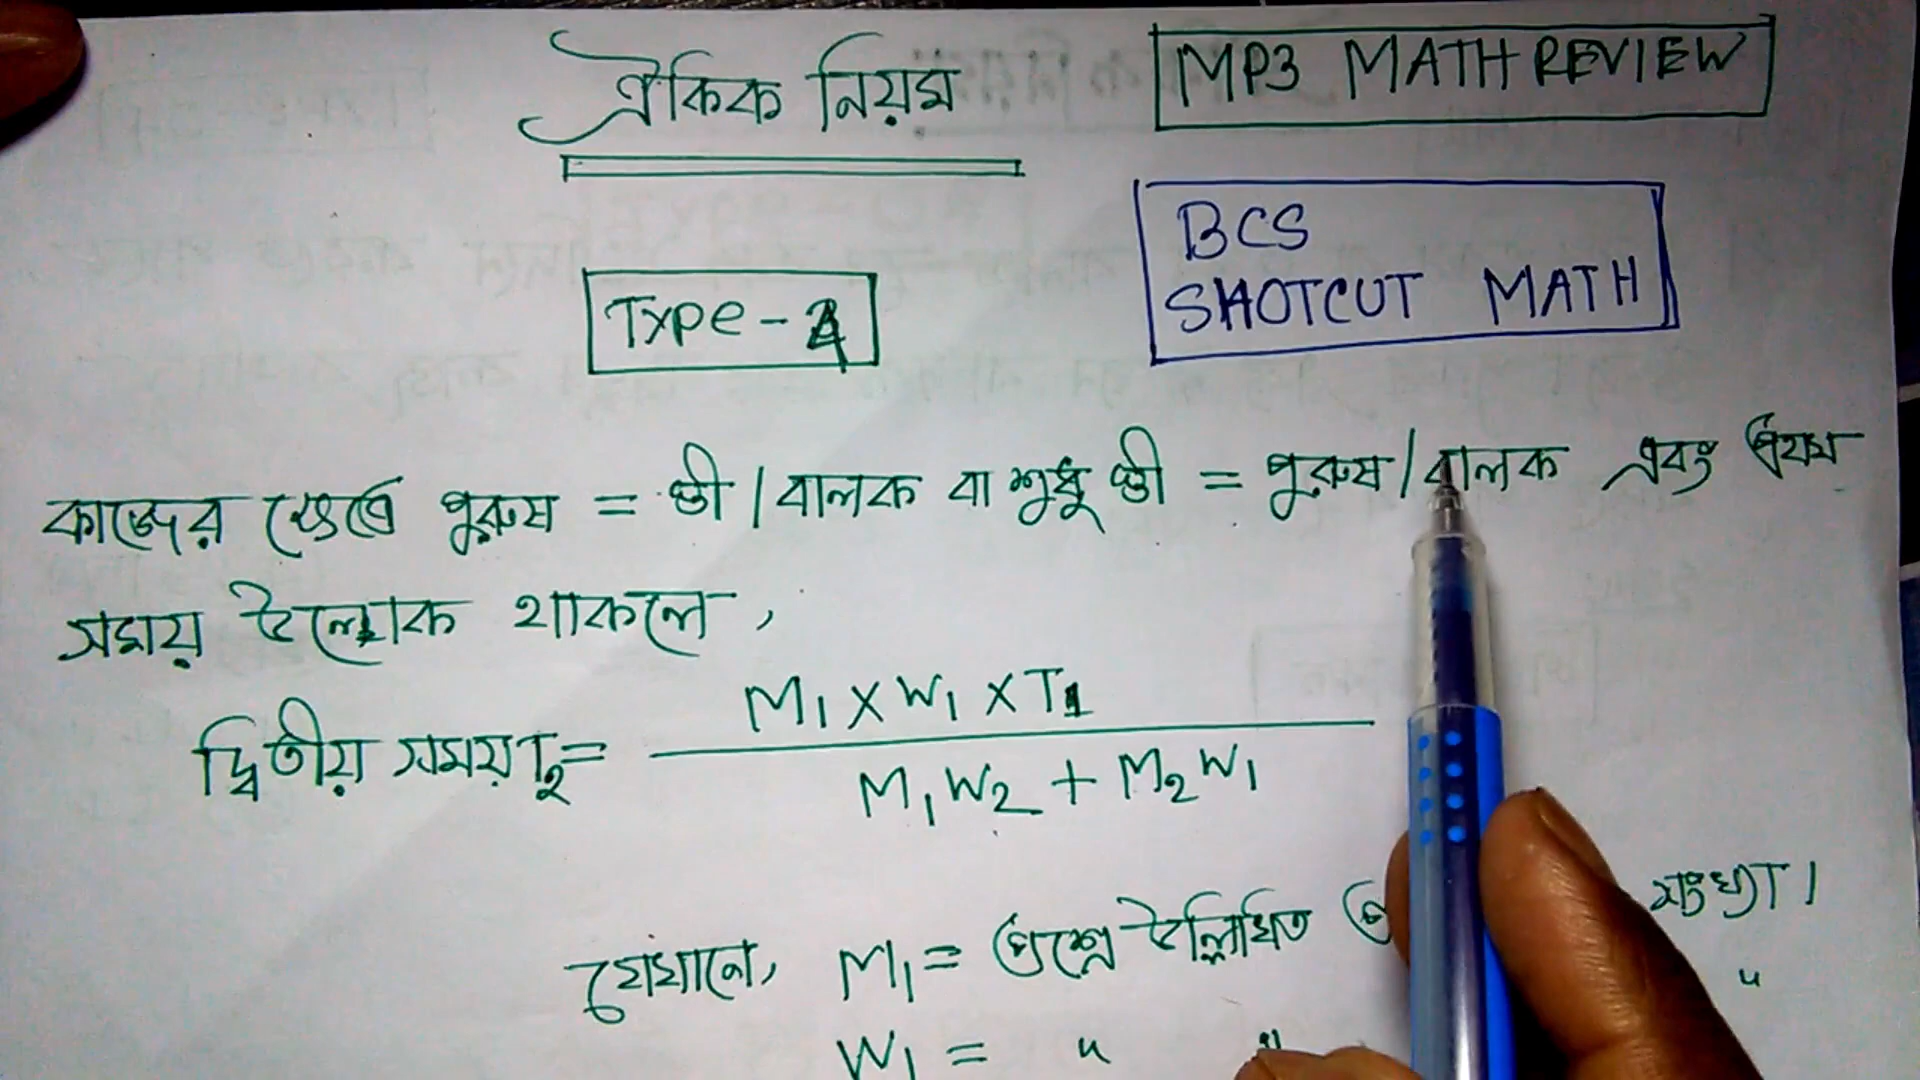 ঐকিক নিয়ম
MP3 MATH REVIEW
BCS
SHOTCUT MATH
Type-4
কাজের ক্ষেত্রে পুরুষ = স্ত্রী / বালক বা শুধু স্ত্রী = পুরুষ / বালক এবং প্রথম
সময় উল্লেখ থাকলে,
দ্বিতীয় সময় T2 = M1 × W1 × T1
M1W2 + M2W1
যেখানে, M1 = প্রশ্নে উল্লিখিত সংখ্যা।
W1 = " " "